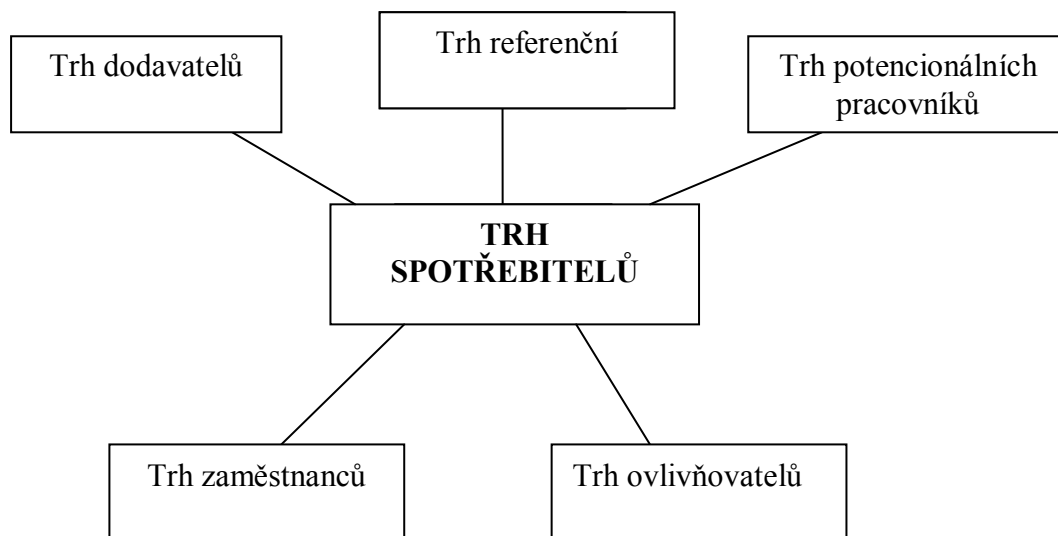 Trh dodavatelů
Trh referenční
Trh potencionálních
pracovníků
TRH
SPOTŘEBITELŮ
Trh zaměstnanců
Trh ovlivňovatelů